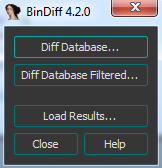 BinDiff 4.2.0
Diff Database...
Diff Database Filtered...
Load Results...
Close Help